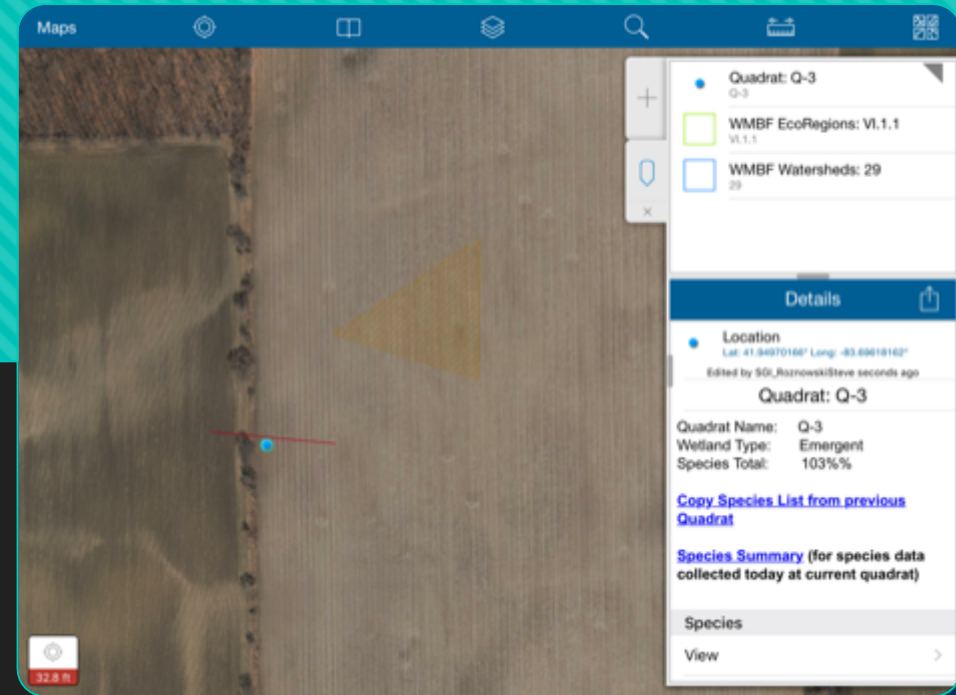 Maps
Quadrat: Q-3
Q-3
WMBF EcoRegions: VI.1.1
VI.1.1
WMBF Watersheds: 29
29
Details
Location
Lat: 41.94970166° Long: -83.69618162°
Edited by SGI_RoznowskiSteve seconds ago
Quadrat: Q-3
Quadrat Name: Q-3
Wetland Type: Emergent
Species Total: 103%%
Copy Species List from previous
Quadrat
Species Summary (for species data
collected today at current quadrat)
Species
View
32.8 ft